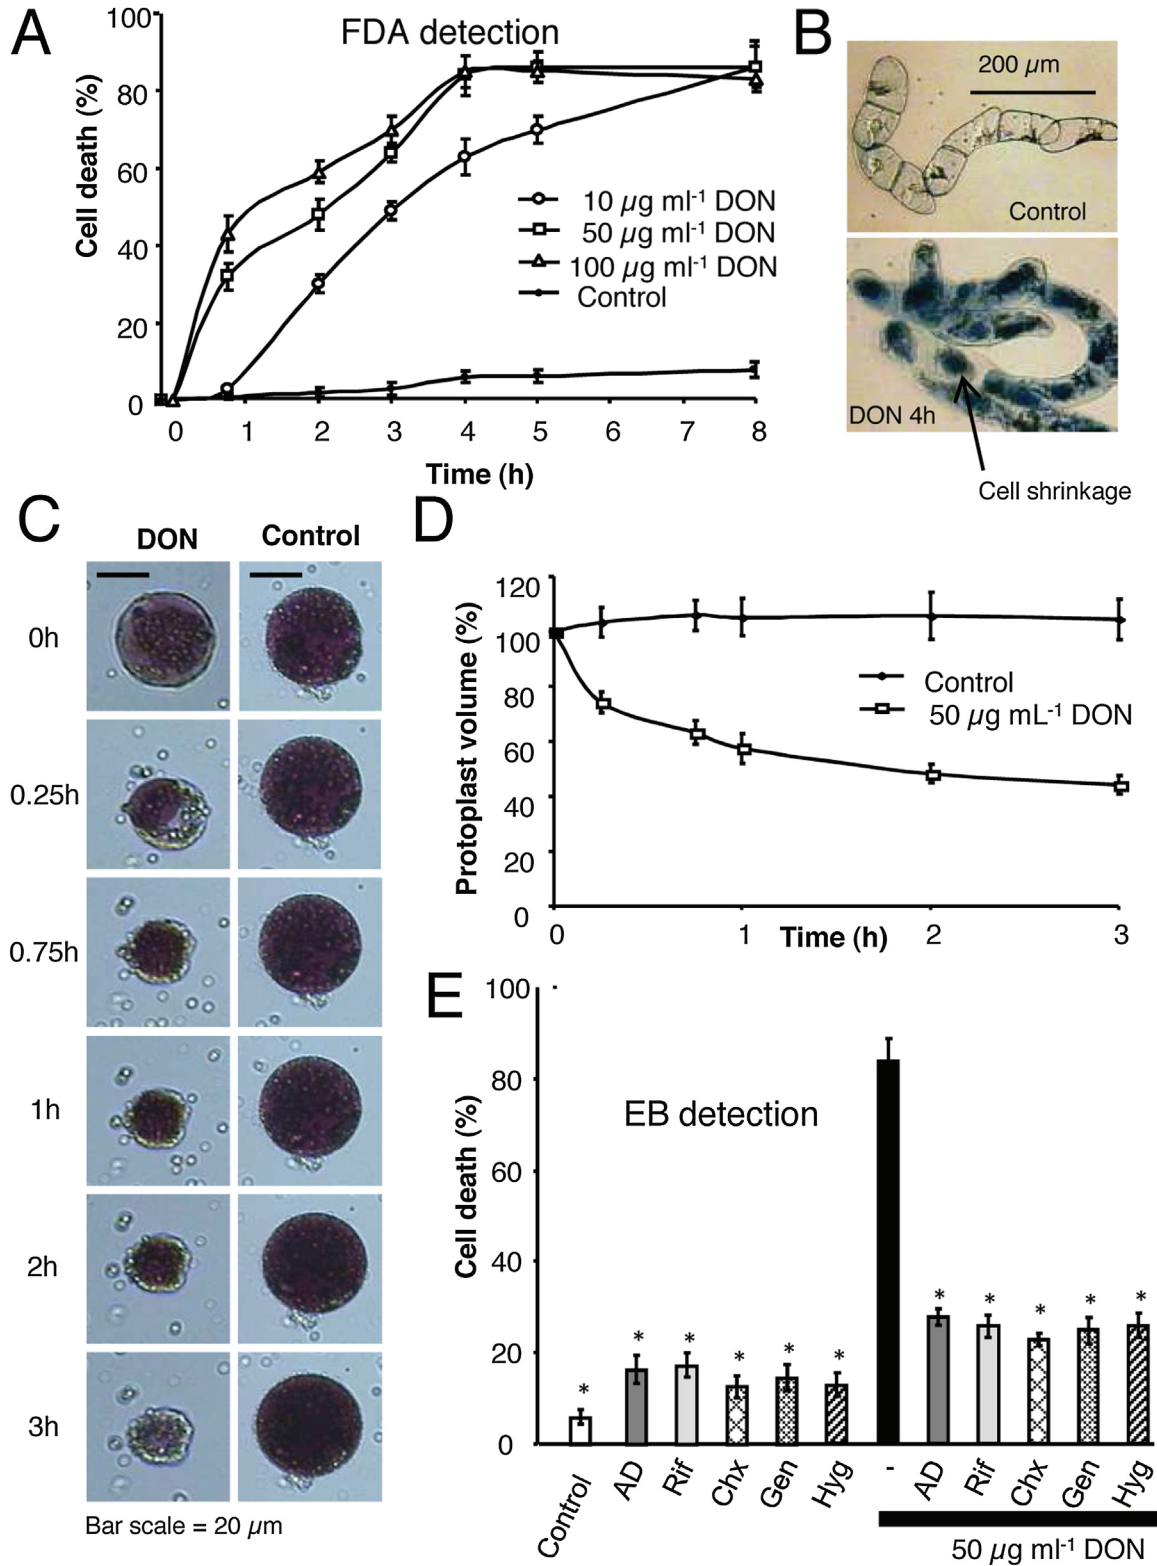 A
FDA detection
Cell death (%)
100
80
60
40
20
0
10 µg ml-1 DON
50 µg ml-1 DON
100 µg ml-1 DON
Control
0 1 2 3 4 5 6 7 8
Time (h)
B
200 µm
Control
DON 4h
Cell shrinkage
C
DON Control
0h
0.25h
0.75h
1h
2h
3h
Bar scale = 20 µm
D
Protoplast volume (%)
120
100
80
60
40
20
0
Control
50 µg mL-1 DON
0 1 2 3
Time (h)
E
EB detection
Cell death (%)
100
80
60
40
20
0
* * * * * * * * * * *
Control AD Rif Chx Gen Hyg - AD Rif Chx Gen Hyg
50 µg ml-1 DON